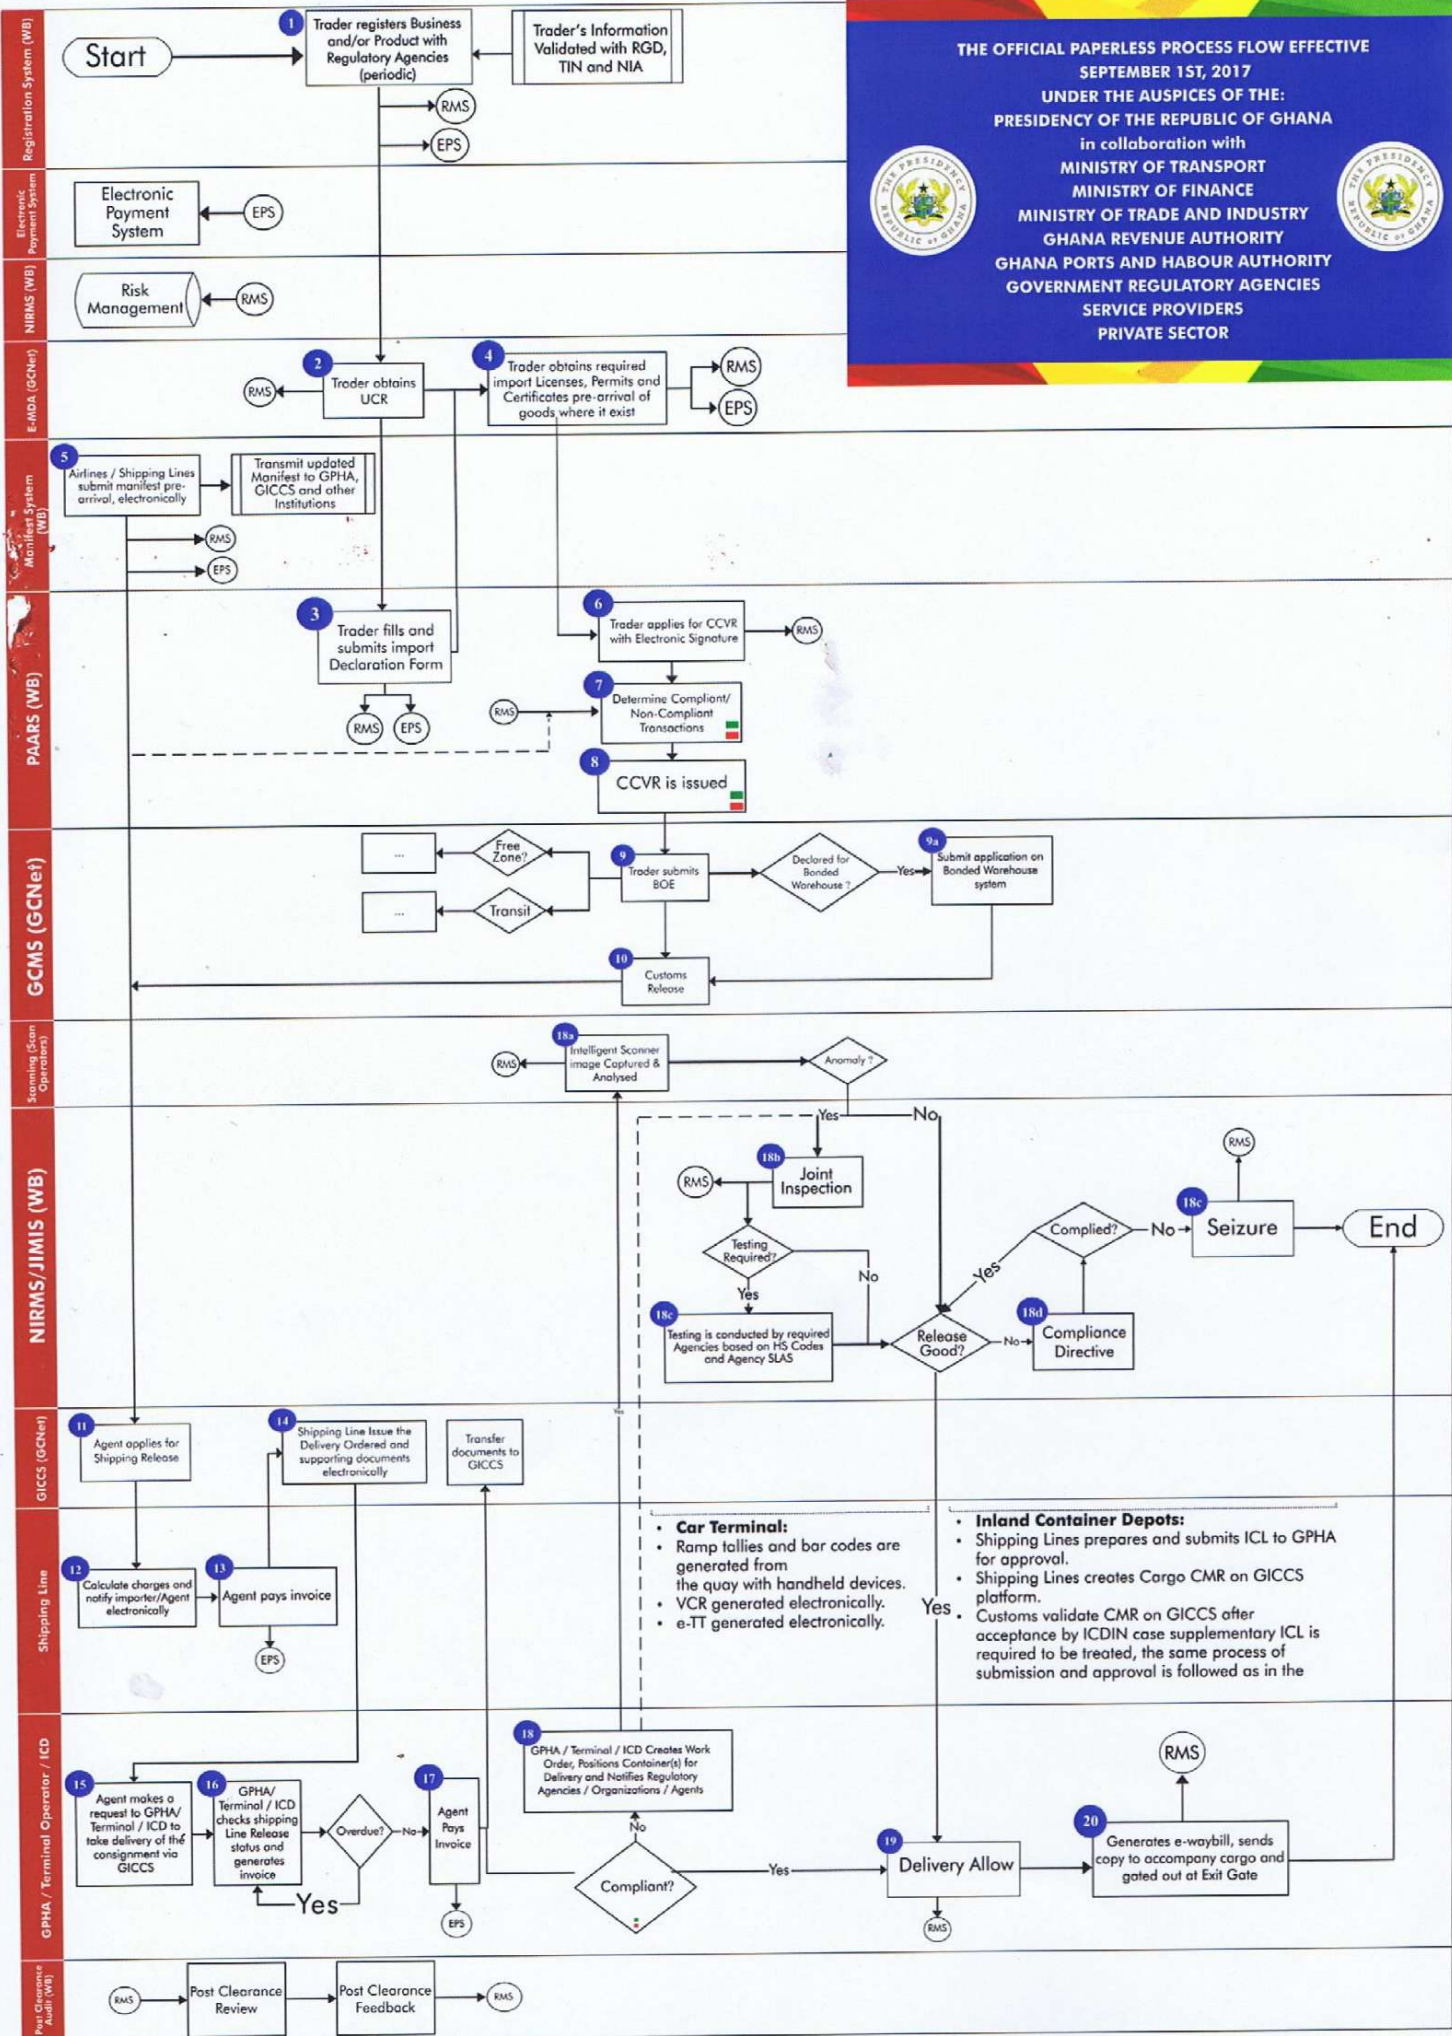 THE OFFICIAL PAPERLESS PROCESS FLOW EFFECTIVE
SEPTEMBER 1ST, 2017
UNDER THE AUSPICES OF THE:
PRESIDENCY OF THE REPUBLIC OF GHANA
in collaboration with
MINISTRY OF TRANSPORT
MINISTRY OF FINANCE
MINISTRY OF TRADE AND INDUSTRY
GHANA REVENUE AUTHORITY
GHANA PORTS AND HABOUR AUTHORITY
GOVERNMENT REGULATORY AGENCIES
SERVICE PROVIDERS
PRIVATE SECTOR
THE PRESIDENCY
REPUBLIC OF GHANA
THE PRESIDENCY
REPUBLIC OF GHANA
Registration System (WB)
Start
1
Trader registers Business
and/or Product with
Regulatory Agencies
(periodic)
Trader's Information
Validated with RGD,
TIN and NIA
RMS
EPS
Electronic
Payment System
Electronic
Payment
System
EPS
NIRMS (WB)
Risk
Management
RMS
E-MDA (GCNet)
RMS
2
Trader obtains
UCR
4
Trader obtains required
import Licenses, Permits and
Certificates pre-arrival of
goods where it exist
RMS
EPS
Manifest System
(WB)
5
Airlines / Shipping Lines
submit manifest pre-
arrival, electronically
Transmit updated
Manifest to GPHA,
GICCS and other
Institutions
RMS
EPS
PAARS (WB)
3
Trader fills and
submits import
Declaration Form
RMS
EPS
6
Trader applies for CCVR
with Electronic Signature
RMS
RMS
7
Determine Compliant/
Non-Compliant
Transactions
8
CCVR is issued
GCMS (GCNet)
...
Free
Zone?
...
Transit
9
Trader submits
BOE
Declared for
Bonded
Warehouse ?
Yes
9a
Submit application on
Bonded Warehouse
system
10
Customs
Release
Scanning (Scan
Operators)
RMS
18a
Intelligent Scanner
image Captured &
Analysed
Anomaly ?
NIRMS/JIMIS (WB)
Yes
No
RMS
18b
Joint
Inspection
Testing
Required?
No
Yes
18c
Testing is conducted by required
Agencies based on HS Codes
and Agency SLAS
Release
Good?
No
18d
Compliance
Directive
Yes
Complied?
No
18c
Seizure
RMS
End
GICCS (GCNet)
11
Agent applies for
Shipping Release
14
Shipping Line Issue the
Delivery Ordered and
supporting documents
electronically
Transfer
documents to
GICCS
Yes
Shipping Line
12
Calculate charges and
notify importer/Agent
electronically
13
Agent pays invoice
EPS
• Car Terminal:
• Ramp tallies and bar codes are
generated from
the quay with handheld devices.
• VCR generated electronically.
• e-TT generated electronically.
Yes
• Inland Container Depots:
• Shipping Lines prepares and submits ICL to GPHA
for approval.
• Shipping Lines creates Cargo CMR on GICCS
platform.
• Customs validate CMR on GICCS after
acceptance by ICDIN case supplementary ICL is
required to be treated, the same process of
submission and approval is followed as in the
GPHA / Terminal Operator / ICD
15
Agent makes a
request to GPHA/
Terminal / ICD to
take delivery of the
consignment via
GICCS
16
GPHA/
Terminal / ICD
checks shipping
Line Release
status and
generates
invoice
Overdue?
No
Yes
17
Agent
Pays
Invoice
EPS
18
GPHA / Terminal / ICD Creates Work
Order, Positions Container(s) for
Delivery and Notifies Regulatory
Agencies / Organizations / Agents
No
Compliant?
Yes
19
Delivery Allow
RMS
RMS
20
Generates e-waybill, sends
copy to accompany cargo and
gated out at Exit Gate
Post Clearance
Audit (WB)
RMS
Post Clearance
Review
Post Clearance
Feedback
RMS